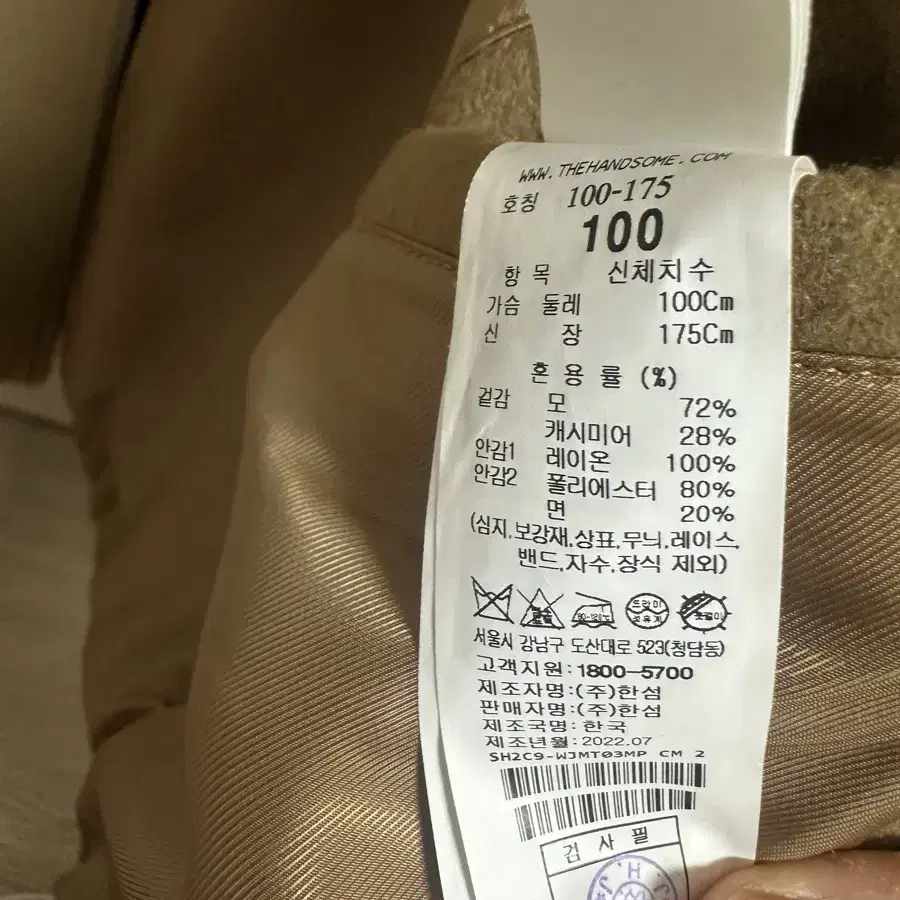 WWW.THEHANDSOME.COM
호칭 100-175
100
항 목 신체치수
가슴 둘레 100Cm
신 장 175Cm
혼 용 률 (%)
겉감 모 72%
캐시미어 28%
안감1 레이온 100%
안감2 폴리에스터 80%
면 20%
(심지,보강재,상표,무늬,레이스,
밴드,자수,장식 제외)
드라이
석유계
서울시 강남구 도산대로 523(청담동)
고객지원:1800-5700
제조자명:(주)한섬
판매자명:(주)한섬
제조국명:한국
제조년월:2022.07
SH2C9-WJMT03MP CM 2
검 사 필